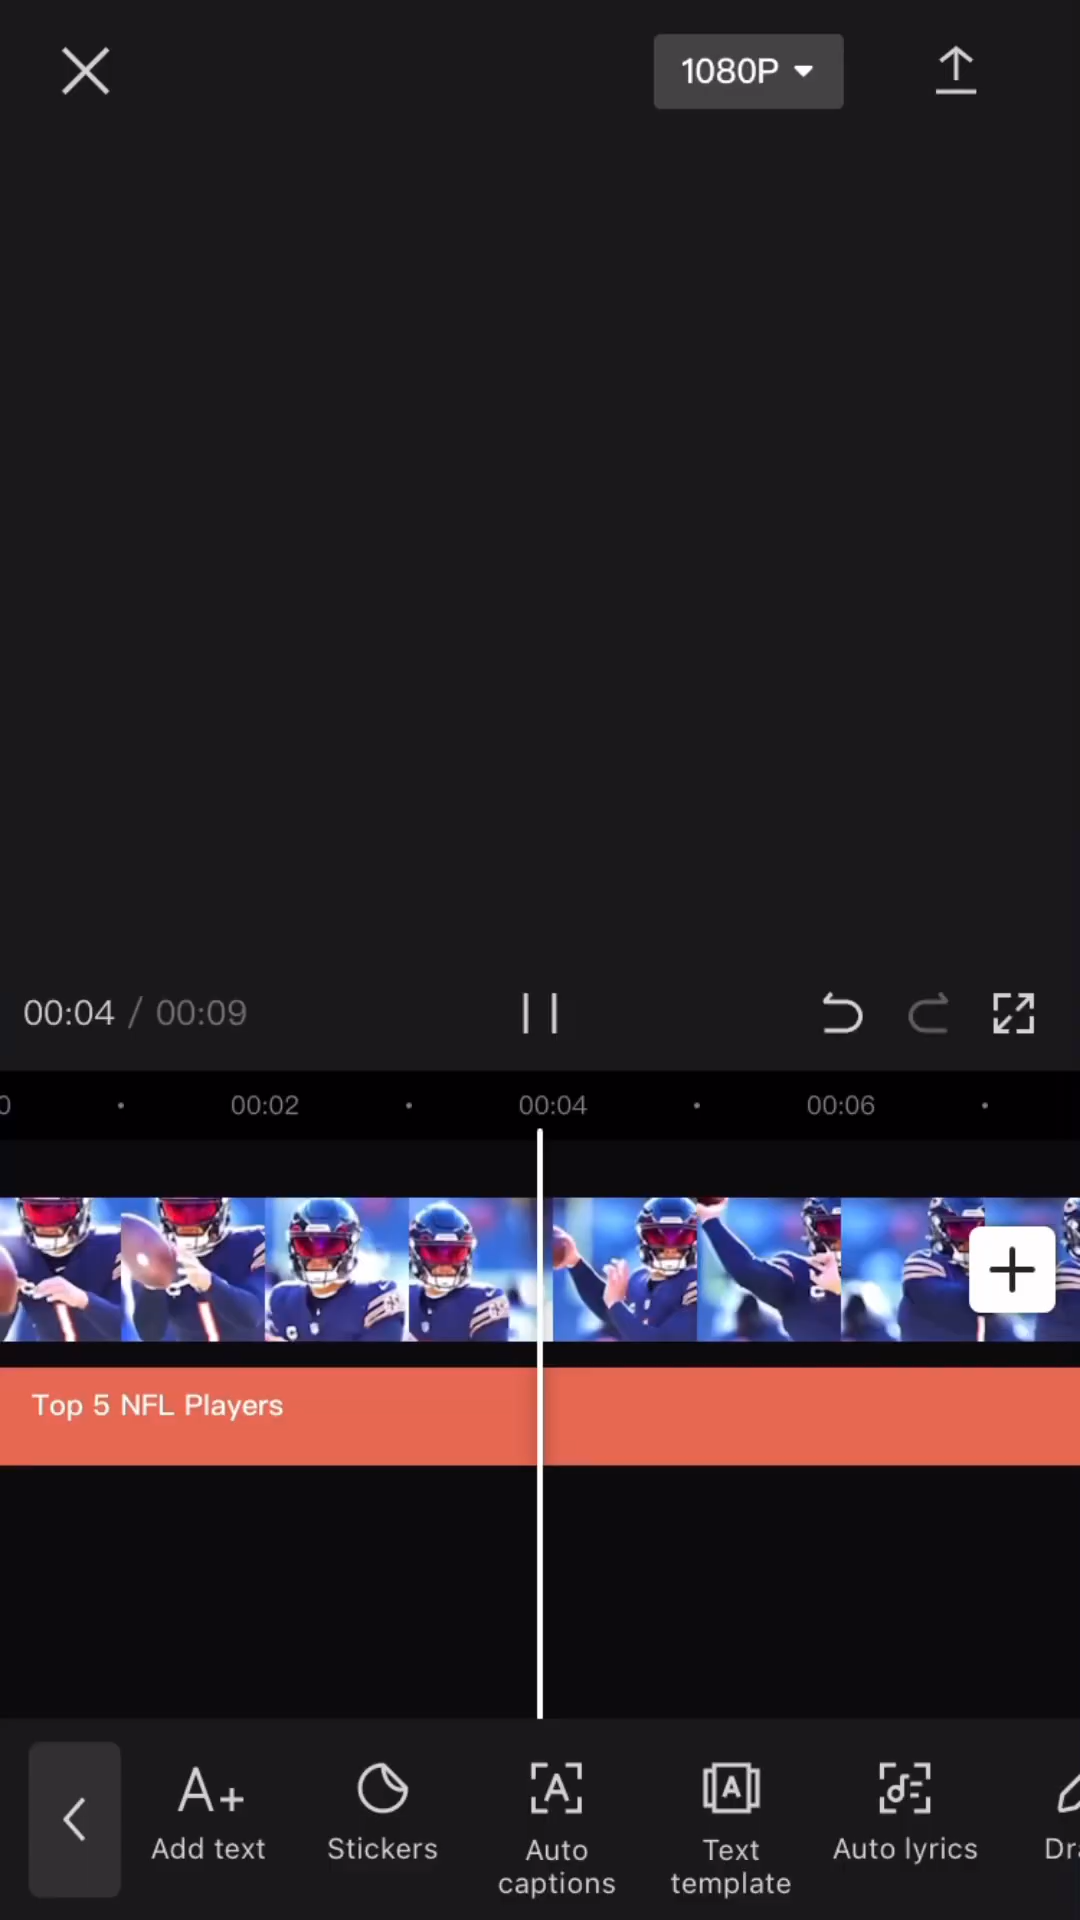 1080P
00:04 / 00:09
00:02
00:04
00:06
Top 5 NFL Players
Add text
Stickers
Auto
captions
Text
template
Auto lyrics